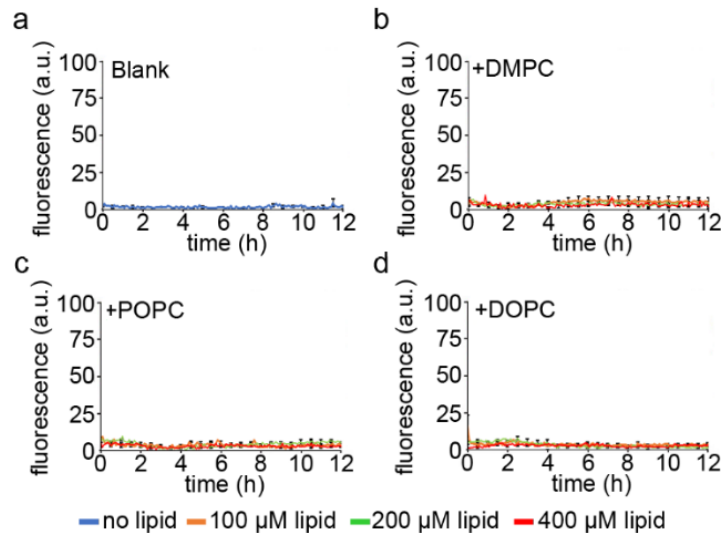 a
Blank
fluorescence (a.u.)
100
75
50
25
0
0 2 4 6 8 10 12
time (h)
b
+DMPC
fluorescence (a.u.)
100
75
50
25
0
0 2 4 6 8 10 12
time (h)
c
+POPC
fluorescence (a.u.)
100
75
50
25
0
0 2 4 6 8 10 12
time (h)
d
+DOPC
fluorescence (a.u.)
100
75
50
25
0
0 2 4 6 8 10 12
time (h)
no lipid 100 µM lipid 200 µM lipid 400 µM lipid